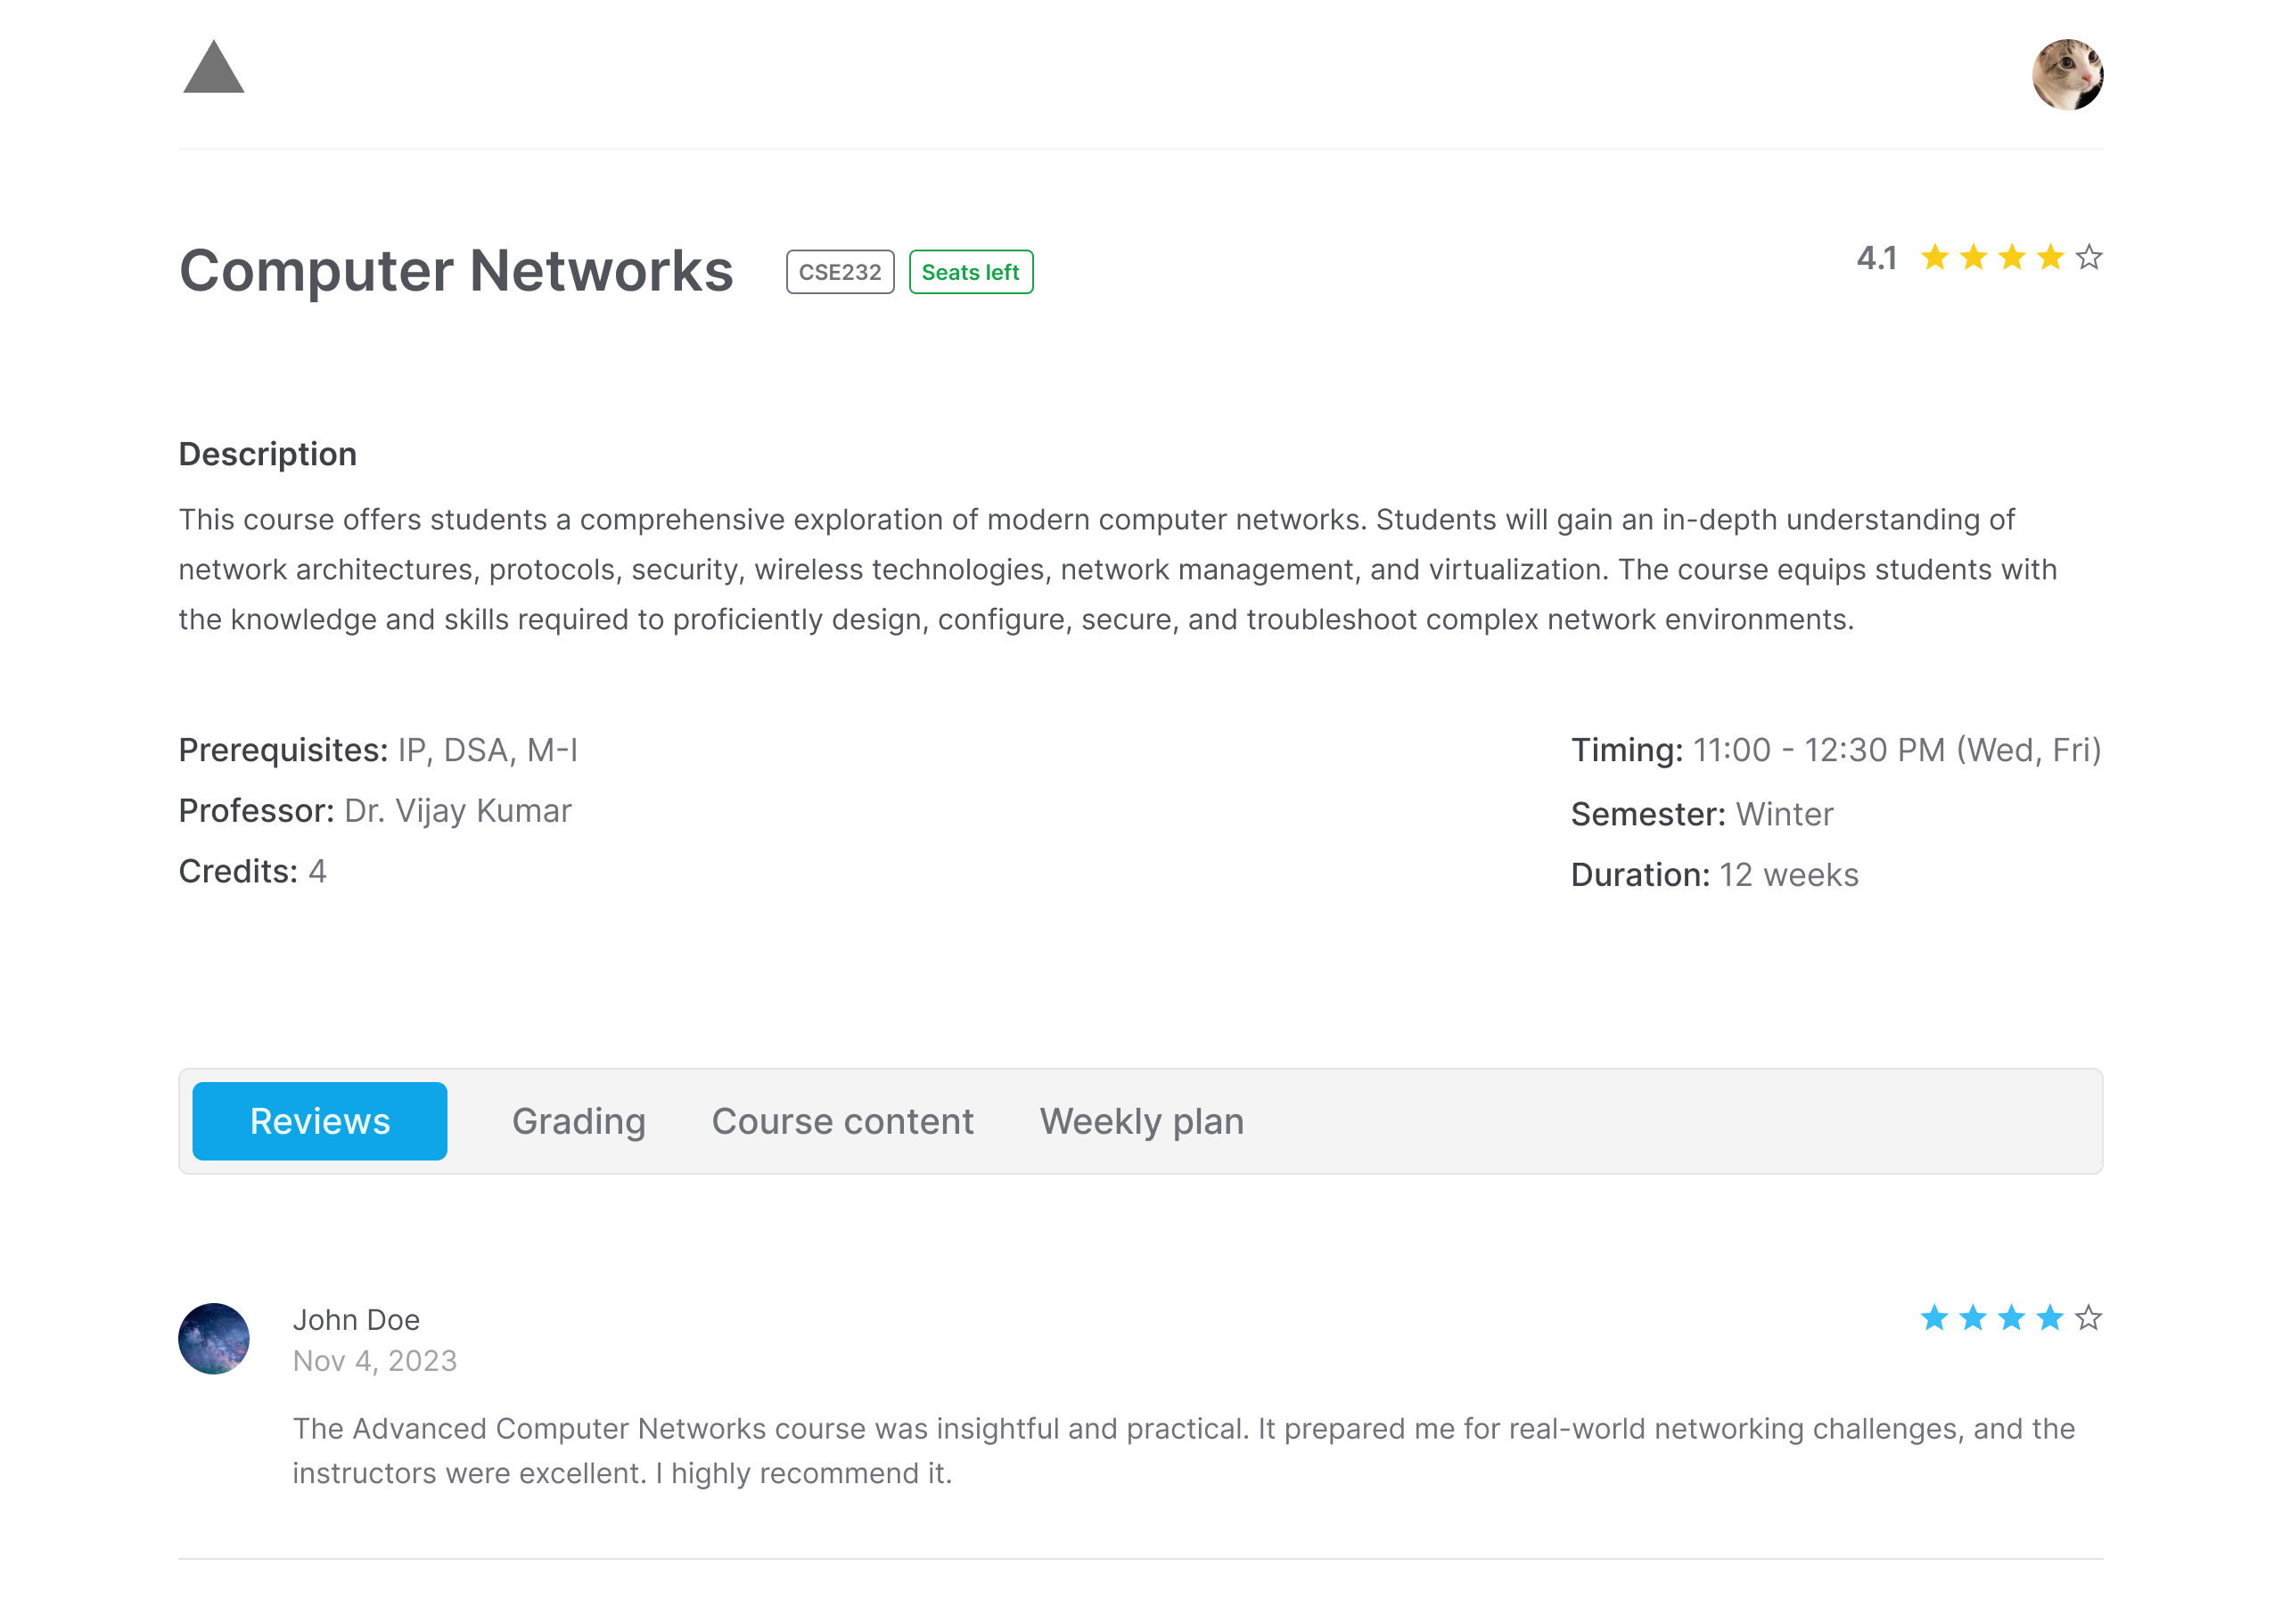 Computer Networks CSE232 Seats left 4.1
Description
This course offers students a comprehensive exploration of modern computer networks. Students will gain an in-depth understanding of
network architectures, protocols, security, wireless technologies, network management, and virtualization. The course equips students with
the knowledge and skills required to proficiently design, configure, secure, and troubleshoot complex network environments.
Prerequisites: IP, DSA, M-I
Professor: Dr. Vijay Kumar
Credits: 4
Timing: 11:00 - 12:30 PM (Wed, Fri)
Semester: Winter
Duration: 12 weeks
Reviews Grading Course content Weekly plan
John Doe
Nov 4, 2023
The Advanced Computer Networks course was insightful and practical. It prepared me for real-world networking challenges, and the
instructors were excellent. I highly recommend it.